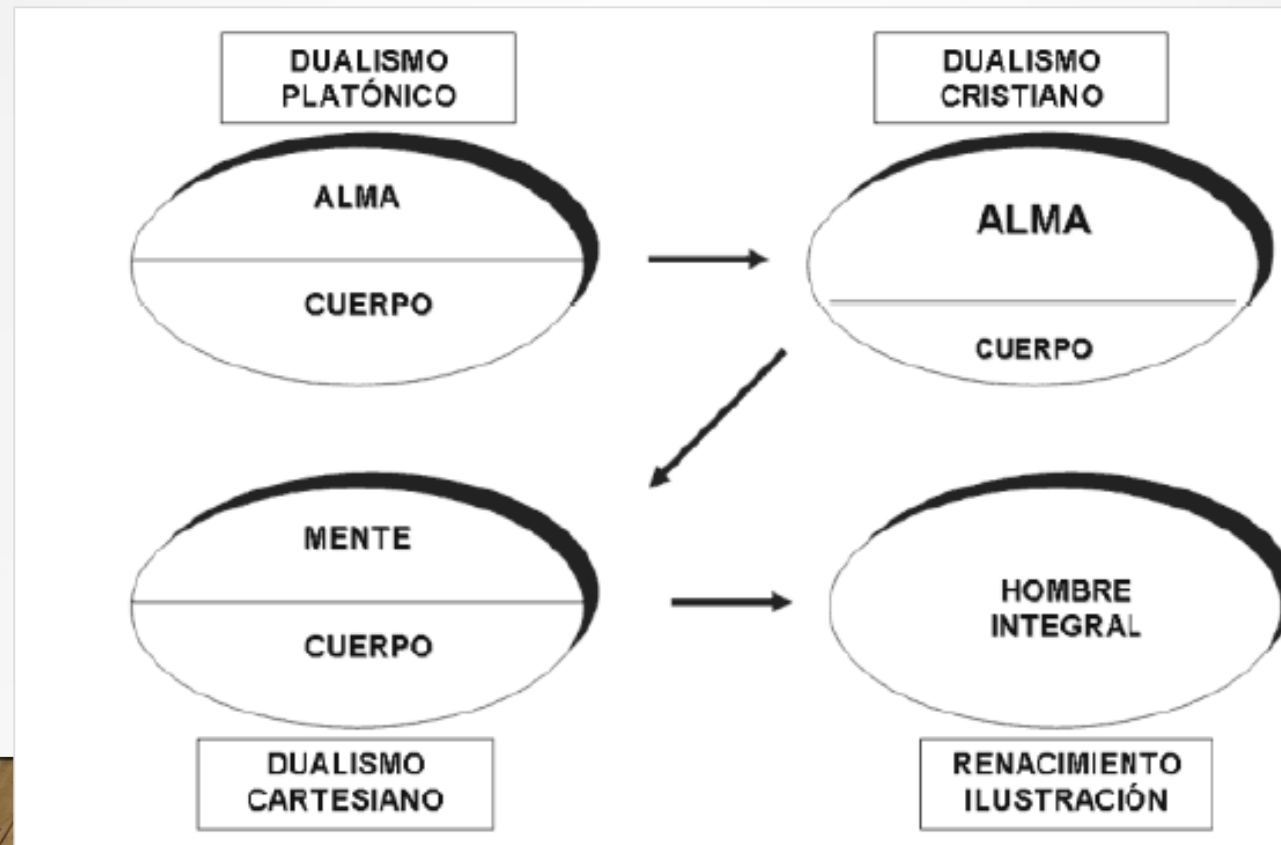 DUALISMO
PLATÓNICO
ALMA
CUERPO
DUALISMO
CRISTIANO
ALMA
CUERPO
MENTE
CUERPO
DUALISMO
CARTESIANO
HOMBRE
INTEGRAL
RENACIMIENTO
ILUSTRACIÓN